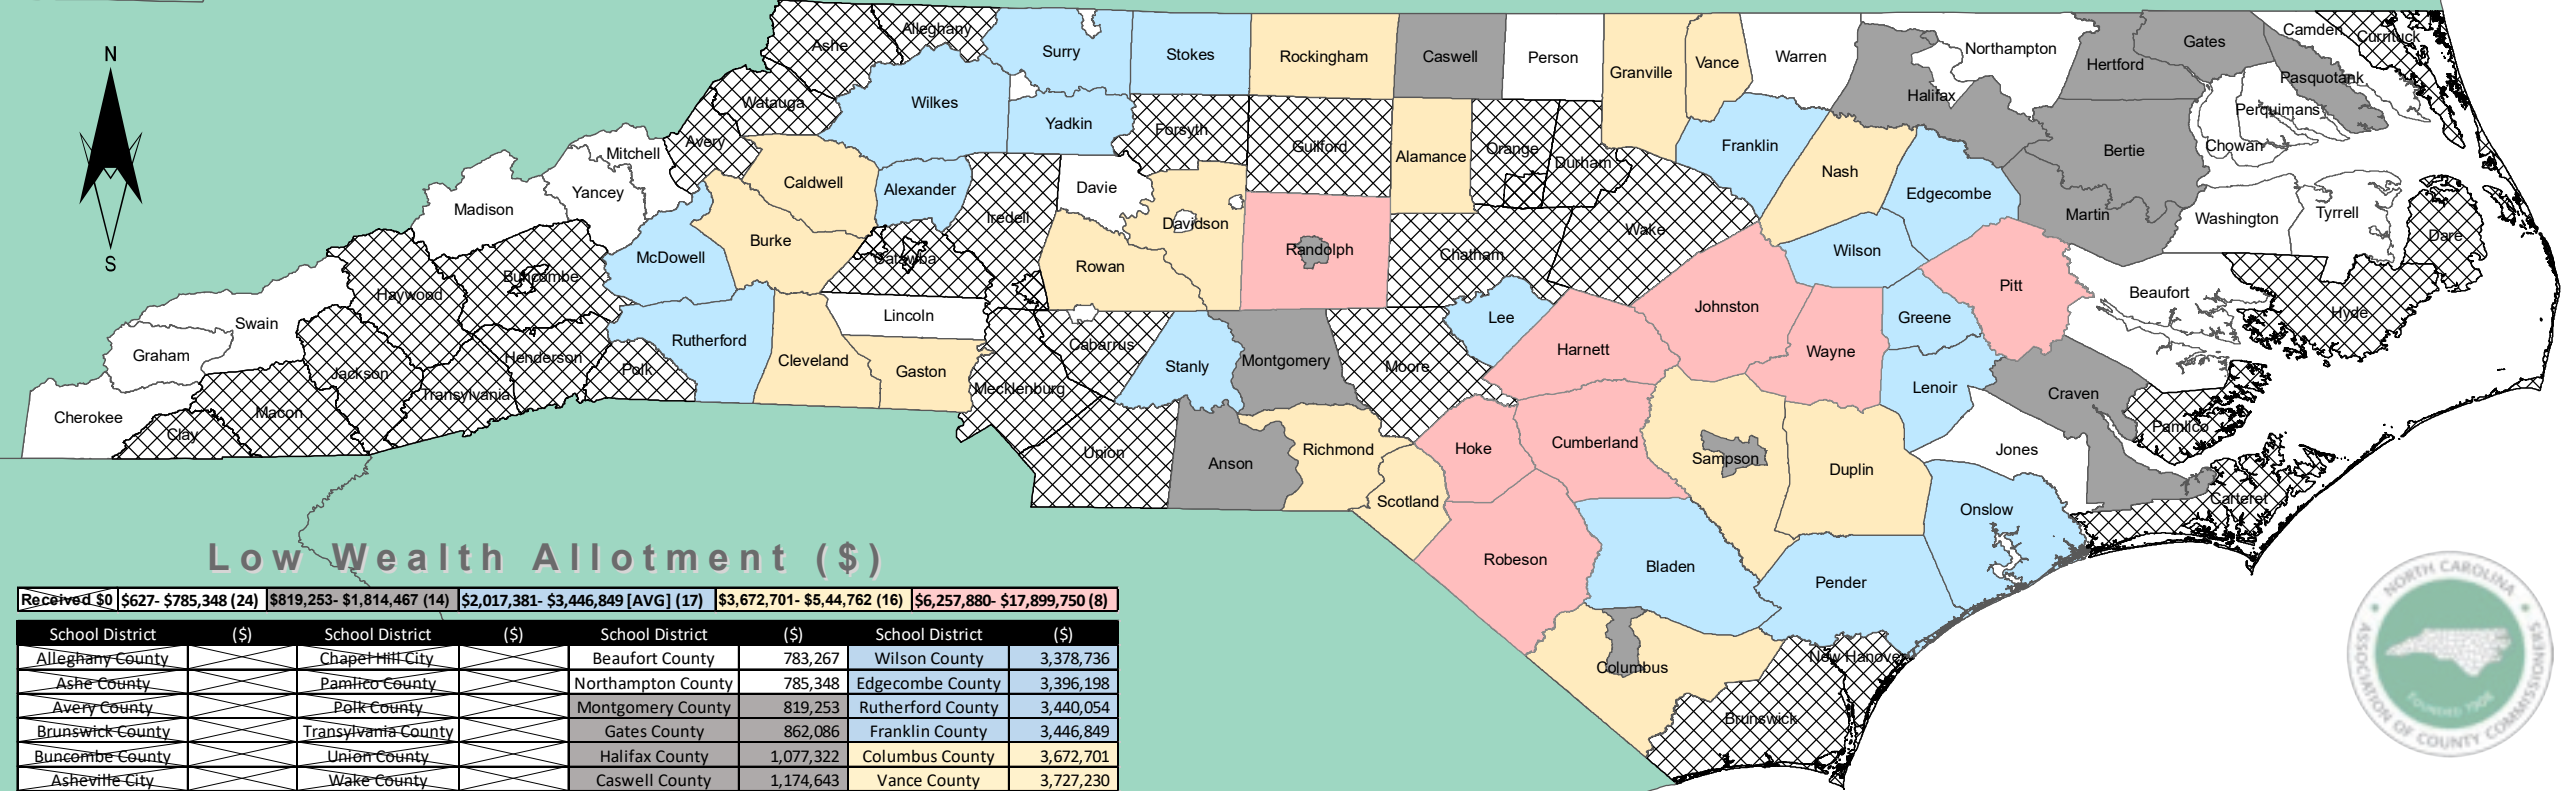 N
S
Ashe
Alleghany
Surry
Stokes
Rockingham
Caswell
Person
Granville
Vance
Warren
Northampton
Hertford
Gates
Camden
Currituck
Pasquotank
Perquimans
Chowan
Halifax
Bertie
Watauga
Wilkes
Yadkin
Forsyth
Guilford
Alamance
Orange
Durham
Franklin
Nash
Edgecombe
Martin
Washington
Tyrrell
Dare
Mitchell
Avery
Yancey
Madison
Caldwell
Alexander
Iredell
Davie
Davidson
Randolph
Chatham
Wake
Wilson
Pitt
Beaufort
Hyde
McDowell
Burke
Catawba
Rowan
Buncombe
Haywood
Swain
Graham
Cherokee
Clay
Macon
Jackson
Transylvania
Henderson
Polk
Rutherford
Cleveland
Lincoln
Gaston
Mecklenburg
Cabarrus
Stanly
Montgomery
Moore
Lee
Harnett
Johnston
Wayne
Greene
Lenoir
Craven
Pamlico
Jones
Carteret
Onslow
Union
Anson
Richmond
Scotland
Hoke
Cumberland
Sampson
Duplin
Robeson
Bladen
Pender
Columbus
Brunswick
New Hanover
Low Wealth Allotment ($)
Received $0 $627- $785,348 (24) $819,253- $1,814,467 (14) $2,017,381- $3,446,849 [AVG] (17) $3,672,701- $5,44,762 (16) $6,257,880- $17,899,750 (8)
School District ($) School District ($) School District ($) School District ($)
Alleghany County Chapel Hill City Beaufort County 783,267 Wilson County 3,378,736
Ashe County Pamlico County Northampton County 785,348 Edgecombe County 3,396,198
Avery County Polk County Montgomery County 819,253 Rutherford County 3,440,054
Brunswick County Transylvania County Gates County 862,086 Franklin County 3,446,849
Buncombe County Union County Halifax County 1,077,322 Columbus County 3,672,701
Asheville City Wake County Caswell County 1,174,643 Vance County 3,727,230
NORTH CAROLINA
ASSOCIATION OF COUNTY COMMISSIONERS
FOUNDED 1908